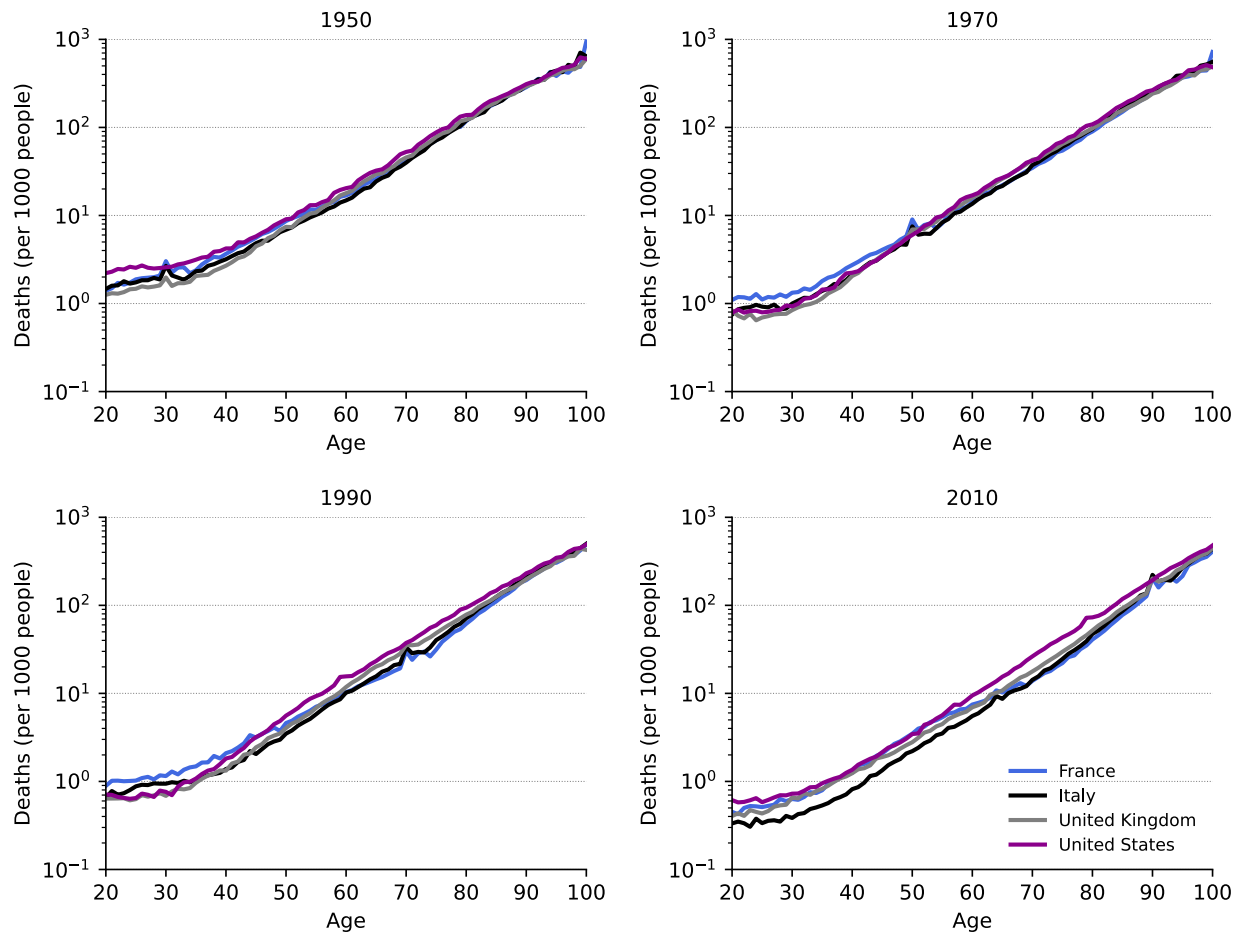 1950
10³
10²
10¹
10⁰
10⁻¹
Deaths (per 1000 people)
20 30 40 50 60 70 80 90 100
Age
1970
10³
10²
10¹
10⁰
10⁻¹
Deaths (per 1000 people)
20 30 40 50 60 70 80 90 100
Age
1990
10³
10²
10¹
10⁰
10⁻¹
Deaths (per 1000 people)
20 30 40 50 60 70 80 90 100
Age
2010
10³
10²
10¹
10⁰
10⁻¹
Deaths (per 1000 people)
20 30 40 50 60 70 80 90 100
Age
France
Italy
United Kingdom
United States